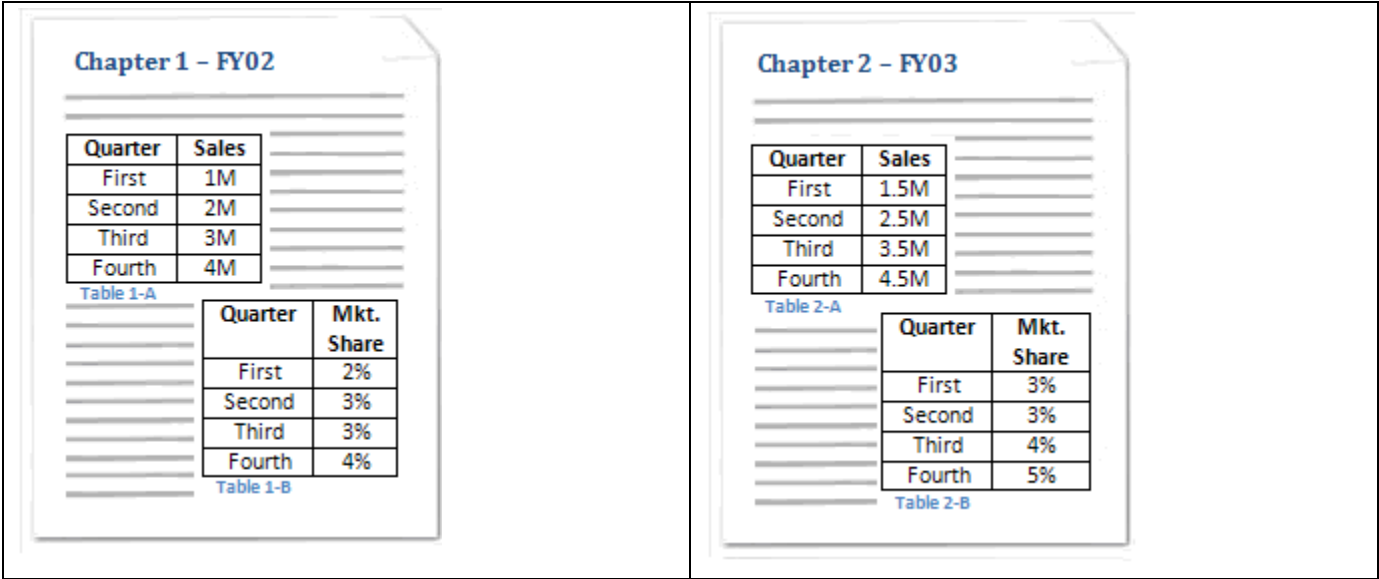 Chapter 1 – FY02
Quarter Sales
First 1M
Second 2M
Third 3M
Fourth 4M
Table 1-A
Quarter Mkt.
Share
First 2%
Second 3%
Third 3%
Fourth 4%
Table 1-B
Chapter 2 – FY03
Quarter Sales
First 1.5M
Second 2.5M
Third 3.5M
Fourth 4.5M
Table 2-A
Quarter Mkt.
Share
First 3%
Second 3%
Third 4%
Fourth 5%
Table 2-B